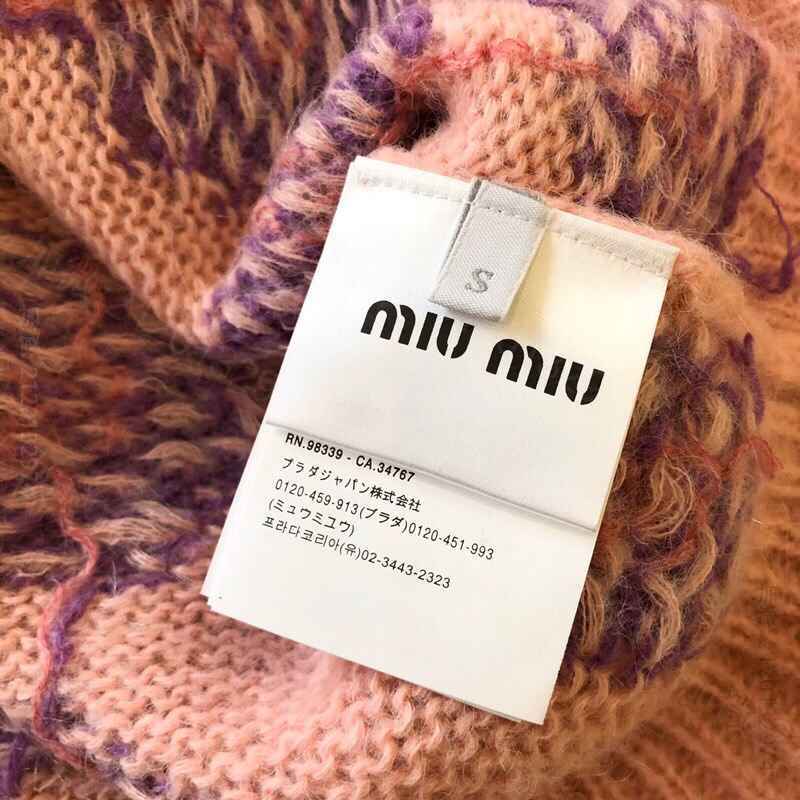 S
miu miu
RN.98339 - CA.34767
プラダジャパン株式会社
0120-459-913(プラダ)0120-451-993
(ミュウミュウ)
프라다코리아(유)02-3443-2323